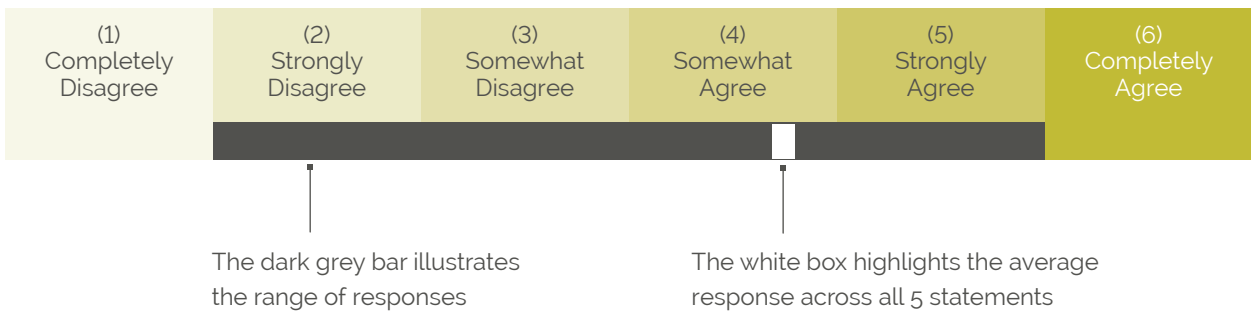 (1)
Completely
Disagree
(2)
Strongly
Disagree
(3)
Somewhat
Disagree
(4)
Somewhat
Agree
(5)
Strongly
Agree
(6)
Completely
Agree
The dark grey bar illustrates
the range of responses
The white box highlights the average
response across all 5 statements